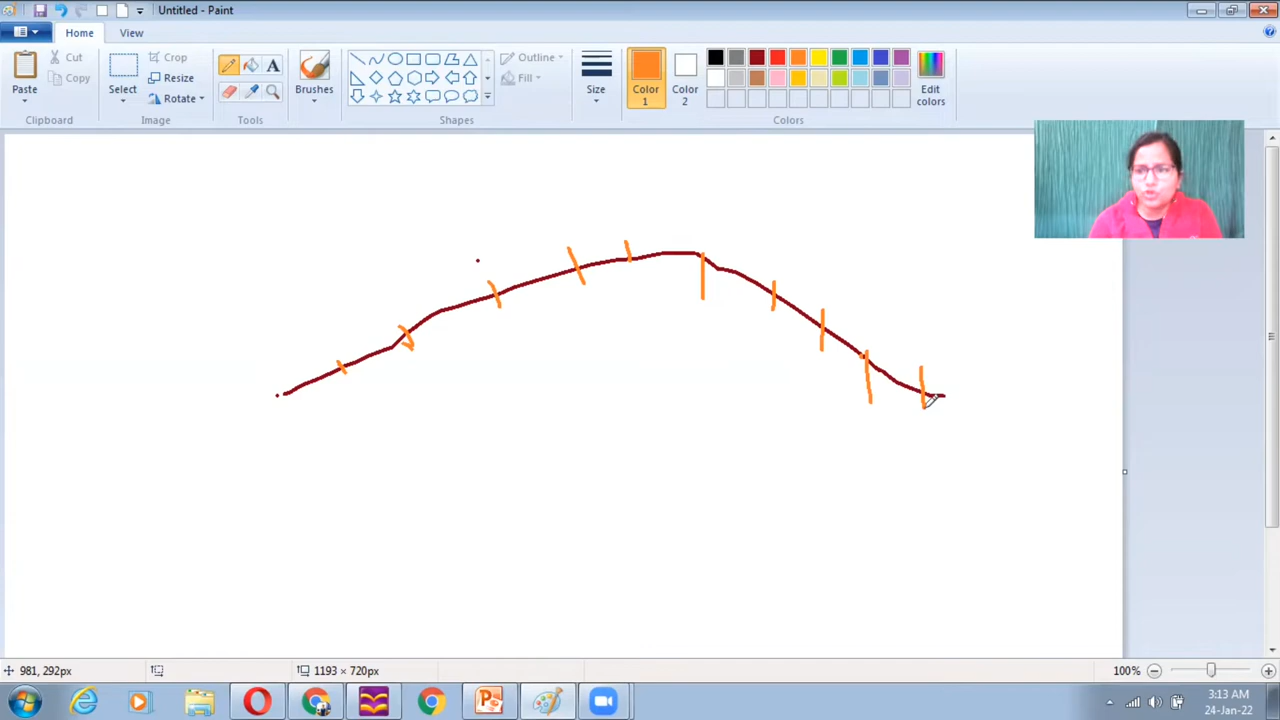 Untitled - Paint
Home View
Paste
Cut
Copy
Clipboard
Select
Crop
Resize
Rotate
Image
Tools
Brushes
Outline
Fill
Shapes
Size
Color 1
Color 2
Edit colors
Colors
981, 292px
1193 × 720px
100%
3:13 AM
24-Jan-22